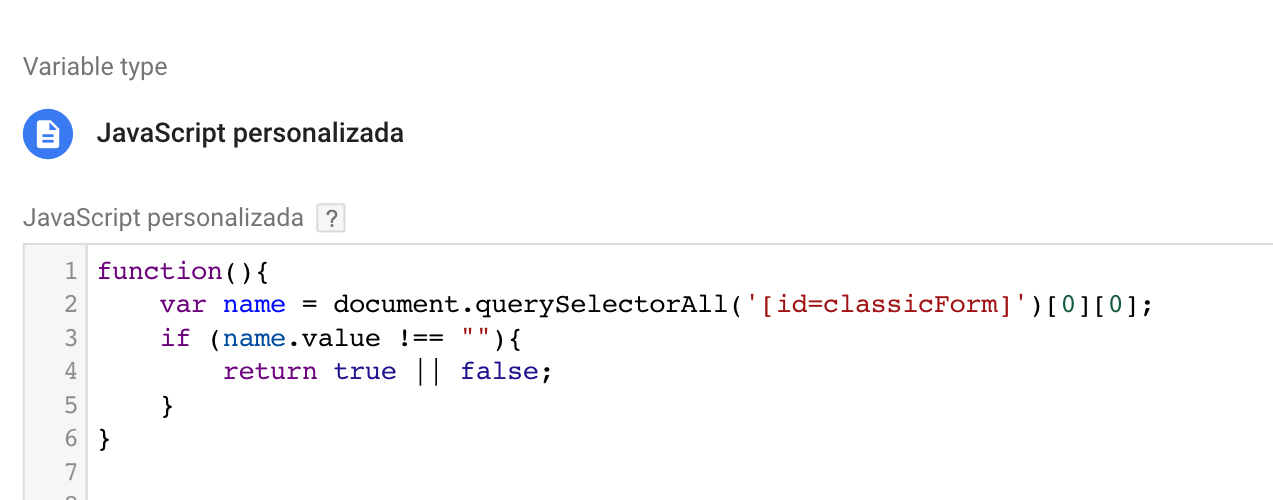 Variable type
JavaScript personalizada
JavaScript personalizada ?
1 function(){
2     var name = document.querySelectorAll('[id=classicForm]')[0][0];
3     if (name.value !== ""){
4         return true || false;
5     }
6 }
7